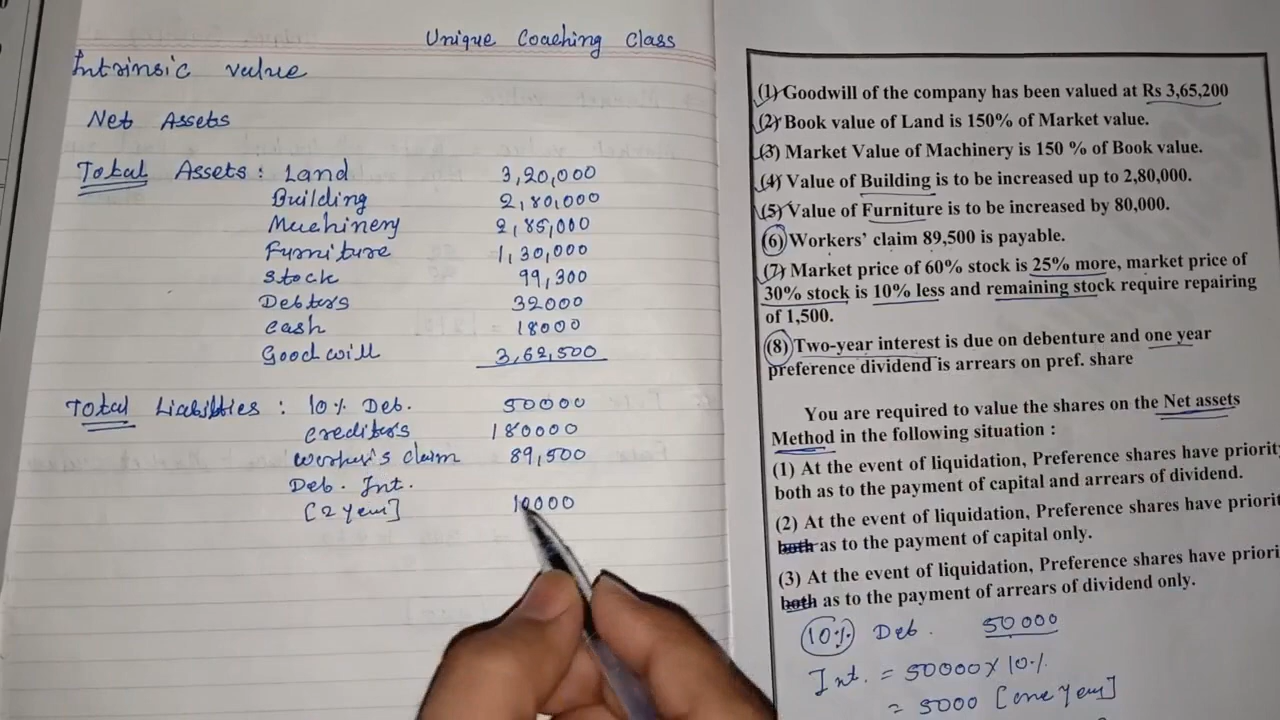 Unique Coaching Class
Intrinsic value
Net Assets
Total Assets : Land 3,20,000
Building 2,80,000
Machinery 2,85,000
Furniture 1,30,000
Stock 99,300
Debtors 32000
Cash 18000
Goodwill 3,62,500
Total Liabilties : 10% Deb. 50000
Creditors 180000
Worker's claim 89,500
Deb. Int.
[2 year] 10000
(1) Goodwill of the company has been valued at Rs 3,65,200
(2) Book value of Land is 150% of Market value.
(3) Market Value of Machinery is 150 % of Book value.
(4) Value of Building is to be increased up to 2,80,000.
(5) Value of Furniture is to be increased by 80,000.
(6) Workers' claim 89,500 is payable.
(7) Market price of 60% stock is 25% more, market price of
30% stock is 10% less and remaining stock require repairing
of 1,500.
(8) Two-year interest is due on debenture and one year
preference dividend is arrears on pref. share
You are required to value the shares on the Net assets
Method in the following situation :
(1) At the event of liquidation, Preference shares have priority
both as to the payment of capital and arrears of dividend.
(2) At the event of liquidation, Preference shares have priorit
both as to the payment of capital only.
(3) At the event of liquidation, Preference shares have priori
both as to the payment of arrears of dividend only.
10% Deb. 50000
Int. = 50000 x 10%
= 5000 [one year]